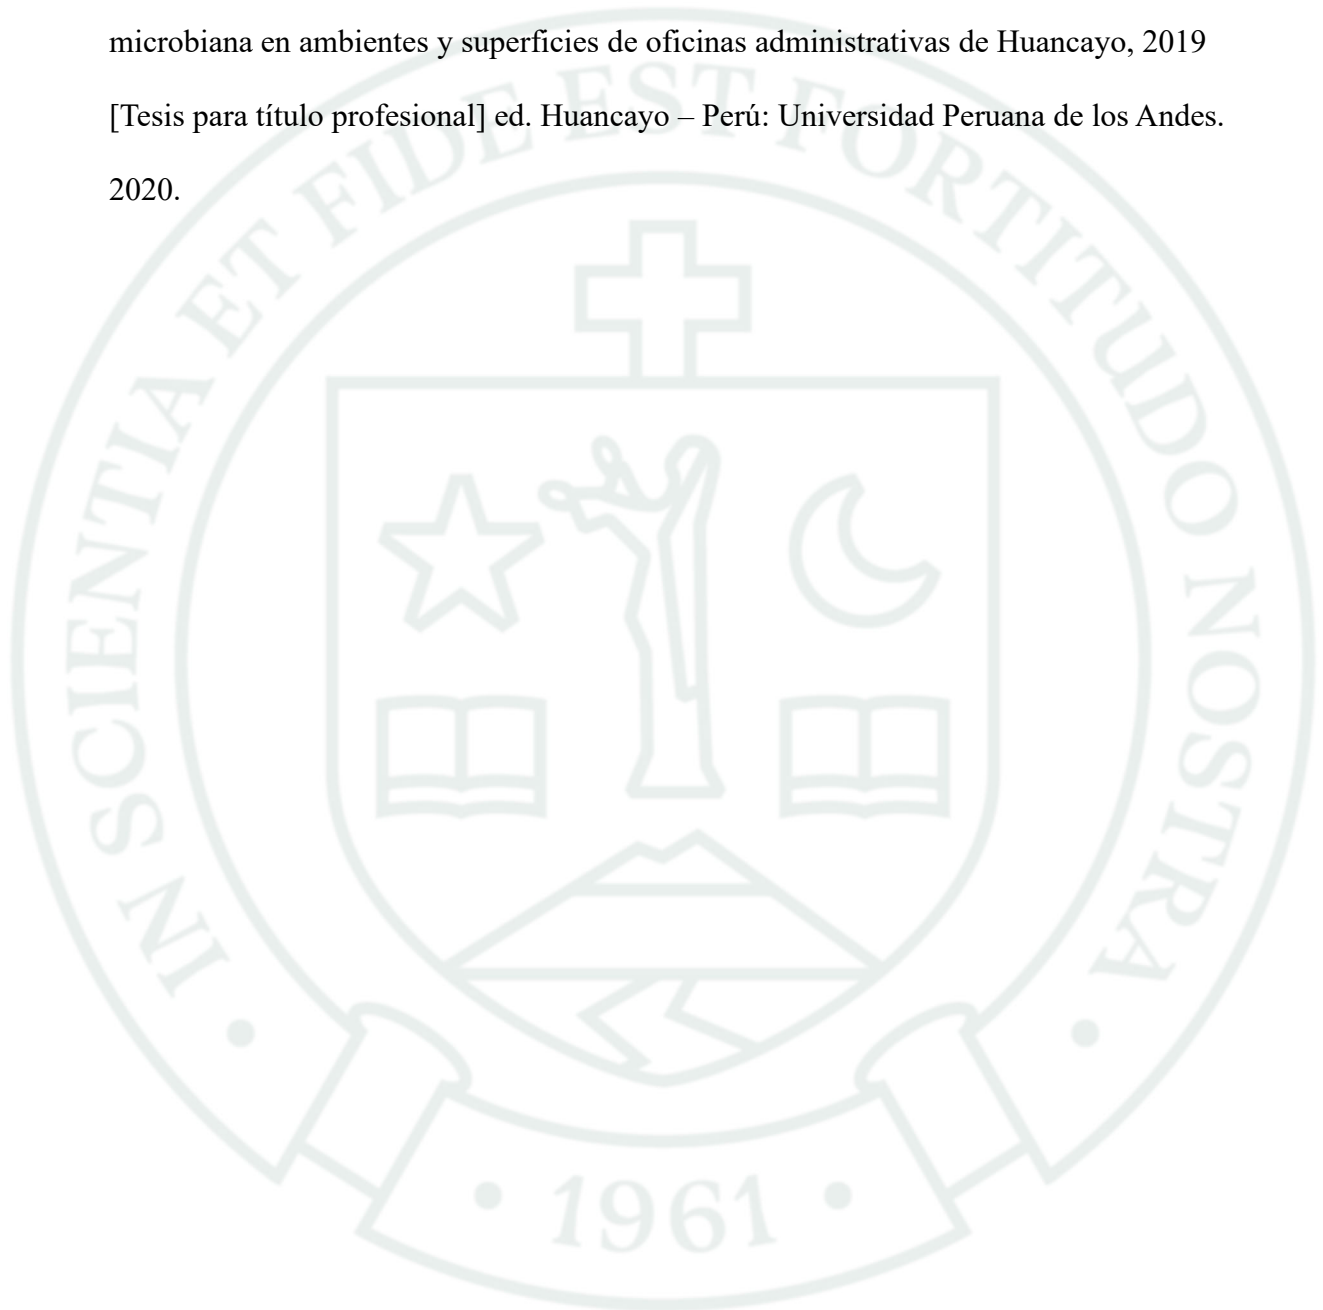 microbiana en ambientes y superficies de oficinas administrativas de Huancayo, 2019
[Tesis para título profesional] ed. Huancayo – Perú: Universidad Peruana de los Andes.
2020.
IN SCIENTIA ET FIDE EST FORTITUDO NOSTRA
• 1961 •